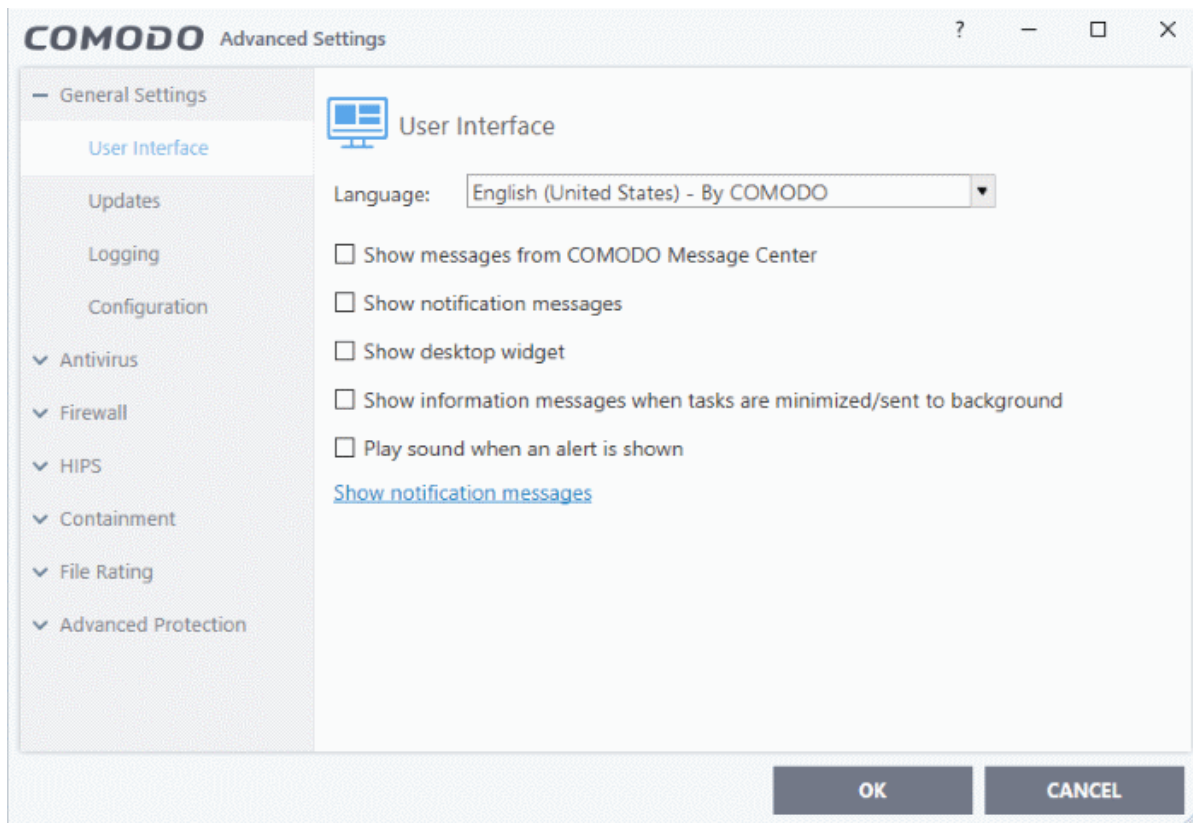 COMODO Advanced Settings
?
General Settings
User Interface
Updates
Logging
Configuration
Antivirus
Firewall
HIPS
Containment
File Rating
Advanced Protection
User Interface
Language: English (United States) - By COMODO
Show messages from COMODO Message Center
Show notification messages
Show desktop widget
Show information messages when tasks are minimized/sent to background
Play sound when an alert is shown
Show notification messages
OK CANCEL